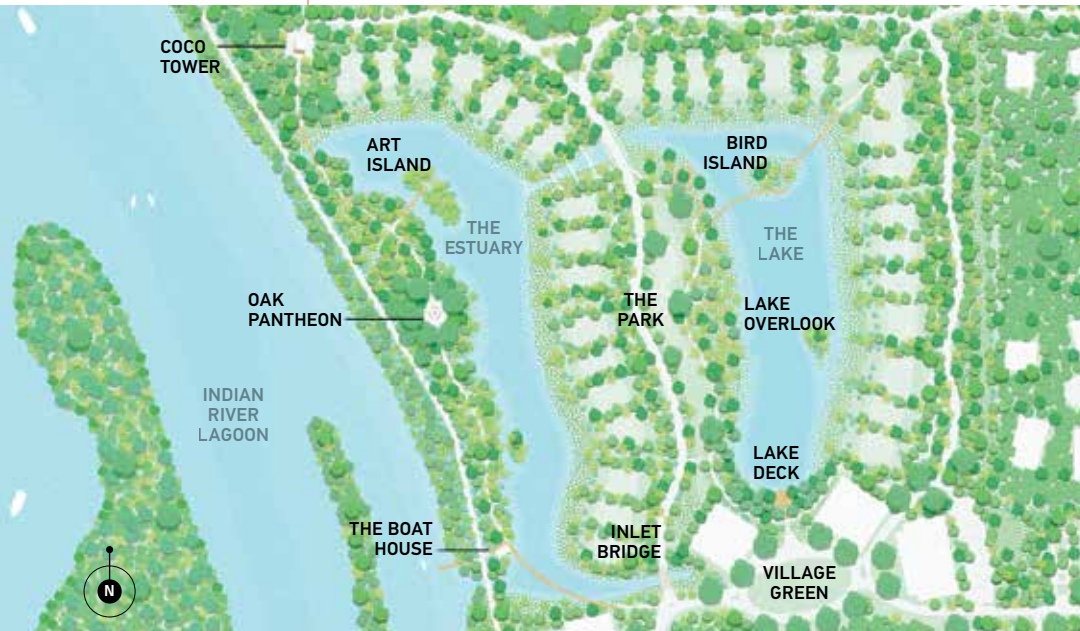 COCO
TOWER
ART
ISLAND
BIRD
ISLAND
THE
ESTUARY
THE
LAKE
OAK
PANTHEON
THE
PARK
LAKE
OVERLOOK
INDIAN
RIVER
LAGOON
LAKE
DECK
THE BOAT
HOUSE
INLET
BRIDGE
VILLAGE
GREEN
N